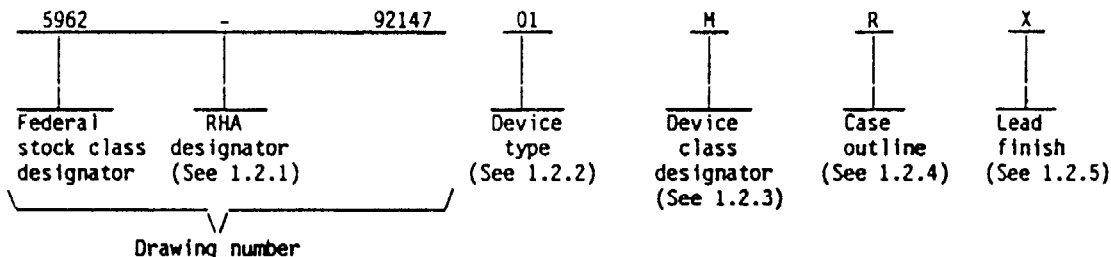 5962 - 92147 01 M R X
Federal RHA Device Device Case Lead
stock class designator type class outline finish
designator (See 1.2.1) (See 1.2.2) designator (See 1.2.4) (See 1.2.5)
(See 1.2.3)
Drawing number